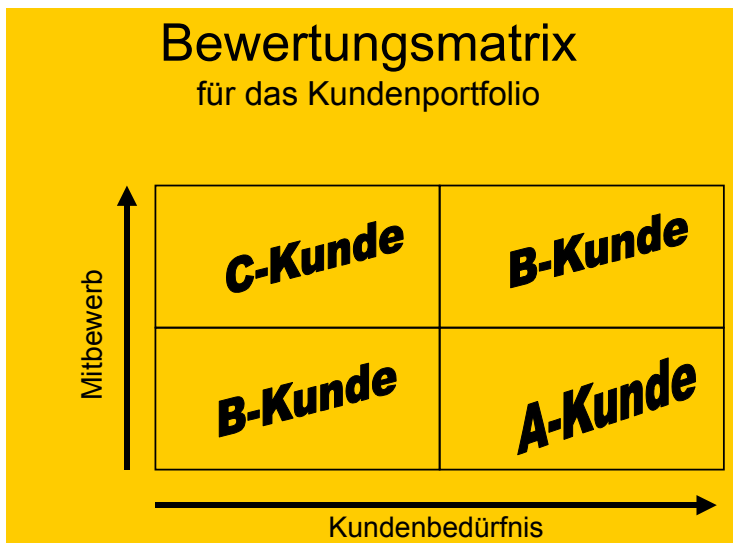 Bewertungsmatrix
für das Kundenportfolio
C-Kunde
B-Kunde
Mitbewerb
B-Kunde
A-Kunde
Kundenbedürfnis